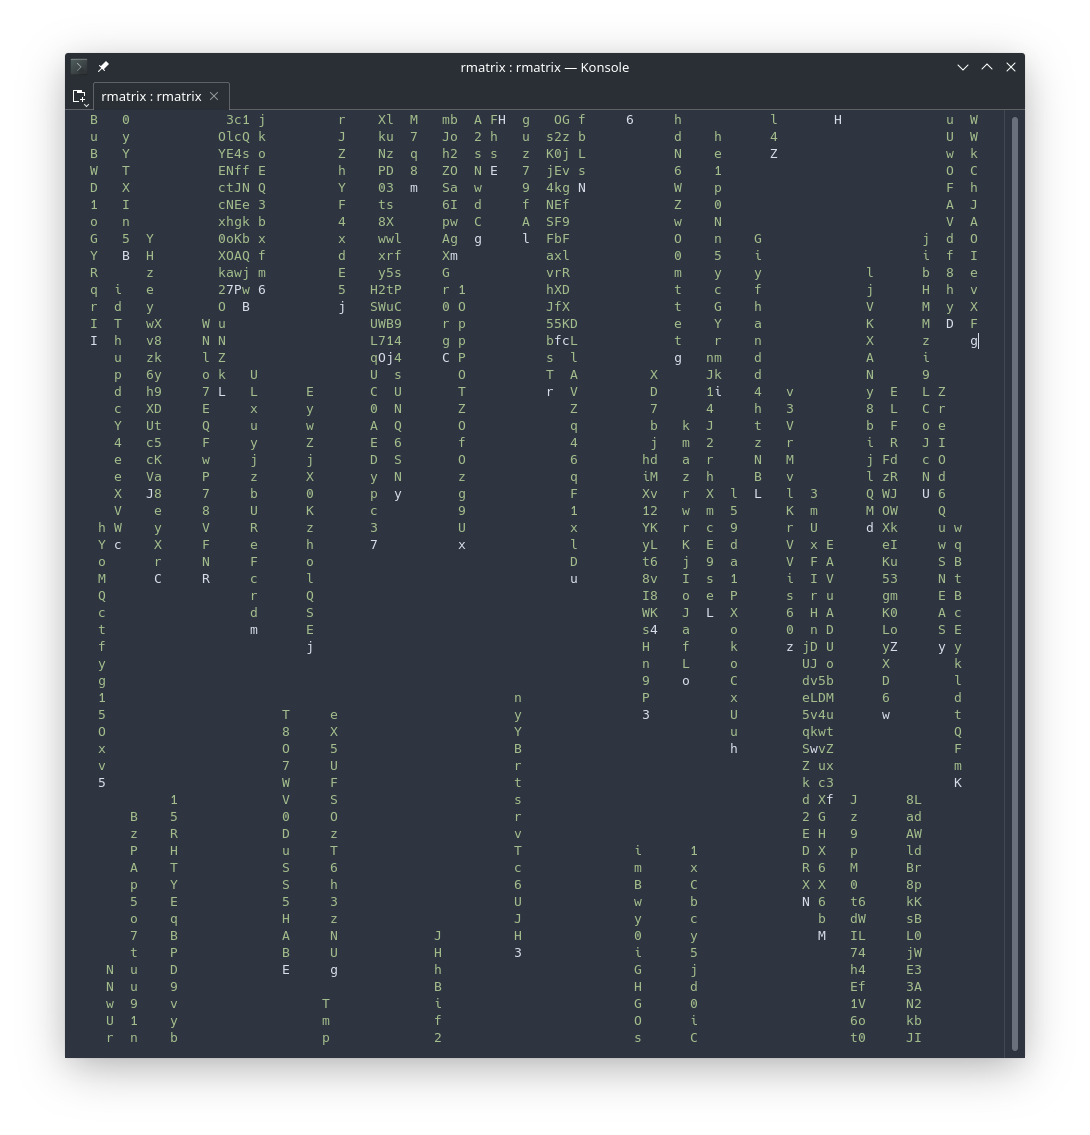 rmatrix : rmatrix — Konsole
rmatrix : rmatrix
B 0 3c1 j r Xl M mb A FH g OG f 6 h l H u W
u y OlcQ k J ku 7 Jo 2 h u s2z b d h 4 U W
B Y YE4s o Z Nz q h2 s s z K0j L N e Z w k
W T ENff E h PD 8 ZO N E 7 jEv s 6 1 O C
D X ctJN Q Y 03 m Sa w 9 4kg N W p F h
1 I cNEe 3 F ts 6I d f NEf Z 0 A J
o n xhgk b 4 8X pw C A SF9 w N V A
G 5 Y 0oKb x x wwl Ag g l FbF O n G j d O
Y B H XOAQ f d xrf Xm axl 0 5 i i f I
R z kawj m E y5s G vrR m y y l b 8 e
q i e 27Pw 6 5 H2tP r 1 hXD t c f j H h v
r d y O B j SWuC 0 O JfX t G h V M y X
I T wX W u UWB9 r p 55KD e Y a K M D F
I h v8 N N L714 g p bfcL t r n X z g
u zk l Z qOj4 C P s l g nm d A i
p 6y o k U U s O T A X Jk d N 9
d h9 7 L L E C U T r V D 1i 4 v y E L Z
c XD E x y 0 N Z Z 7 4 h 3 8 L C r
Y Ut Q u w A Q O q b k J t V b F o e
4 c5 F y Z E 6 f 4 j m 2 z r i R J I
e cK w j j D S O 6 hd a r N M j Fd c O
e Va P z X y N z q iM z h B v l zR N d
X J8 7 b 0 p y g F Xv r X l L l 3 Q WJ U 6
V e 8 U K c 9 1 12 w m 5 K m M OW Q
h W y V R z 3 U x YK r c 9 r U d Xk u w
Y c X F e h 7 x l yL K E d V x E eI w q
o r N F o D t6 j 9 a V F A Ku S B
M C R c l u 8v I s 1 i I V 53 N t
Q r Q I8 o e P s r u gm E B
c d S WK J L X 6 H A K0 A c
t m E s4 a o 0 n D Lo S E
f j H f k z jD U yZ y y
y n L o UJ o X k
g 9 o C dv5b D l
1 P n x eLDM 6 d
5 T e 3 y U 5v4u w t
O 8 X Y u qkwt Q
x O 5 B h SwvZ F
v 7 U r Z ux m
5 W F t k c3 K
1 V S s d Xf J 8L
B 5 0 O r 2 G z ad
z R D z v E H 9 AW
P H u T T i 1 D X p ld
A T S 6 c m x R 6 M Br
p Y S h 6 B C X X 0 8p
5 E 5 3 U w b N 6 t6 kK
o q H z J y c b dW sB
7 B A N J H 0 y M IL L0
t P B U H 3 i 5 74 jW
N u D E g h G j h4 E3
N u 9 B H d Ef 3A
w 9 v T i G 0 1V N2
U 1 y m f O i 6o kb
r n b p 2 s C t0 JI